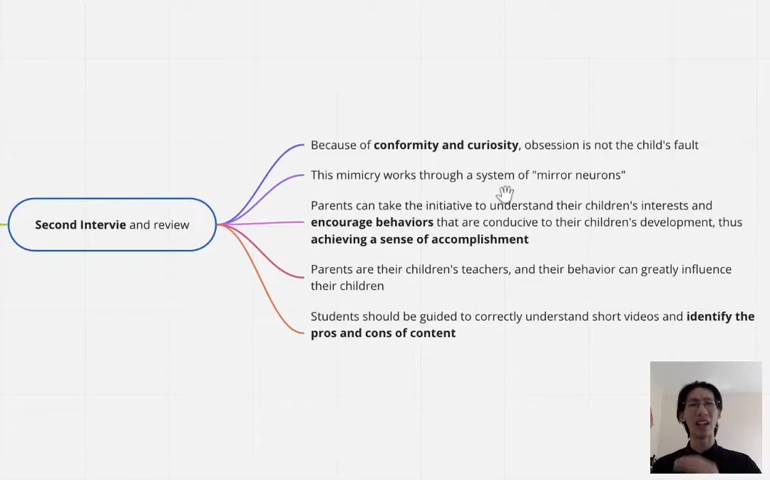 Second Intervie and review
Because of conformity and curiosity, obsession is not the child's fault
This mimicry works through a system of "mirror neurons"
Parents can take the initiative to understand their children's interests and
encourage behaviors that are conducive to their children's development, thus
achieving a sense of accomplishment
Parents are their children's teachers, and their behavior can greatly influence
their children
Students should be guided to correctly understand short videos and identify the
pros and cons of content